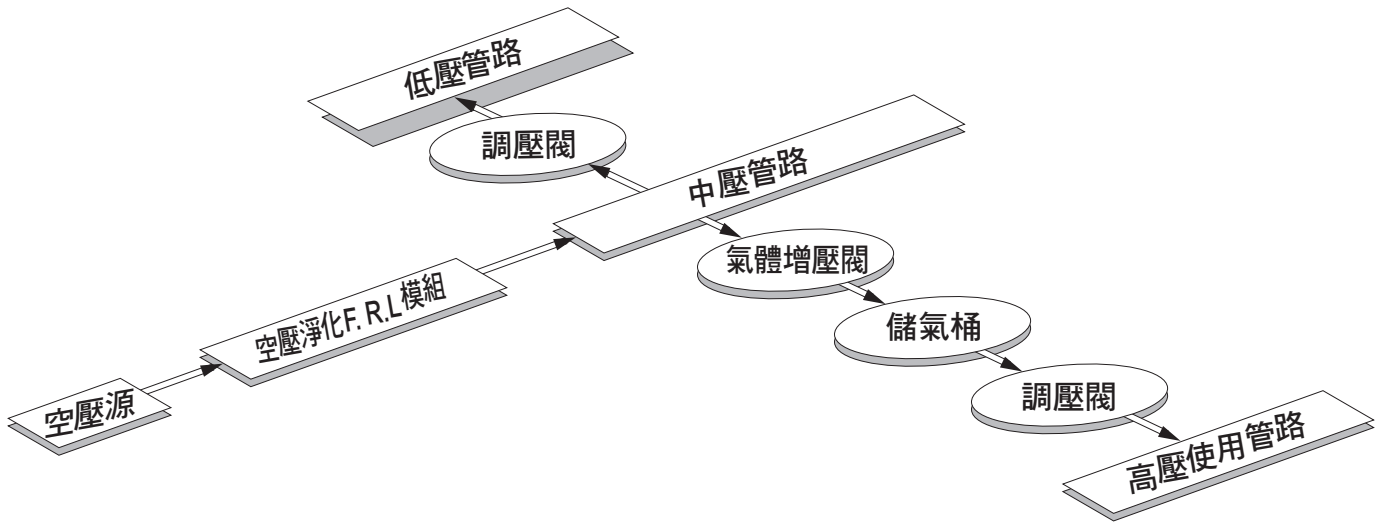 低壓管路
調壓閥
中壓管路
氣體增壓閥
空壓淨化F. R.L模組
儲氣桶
調壓閥
空壓源
高壓使用管路